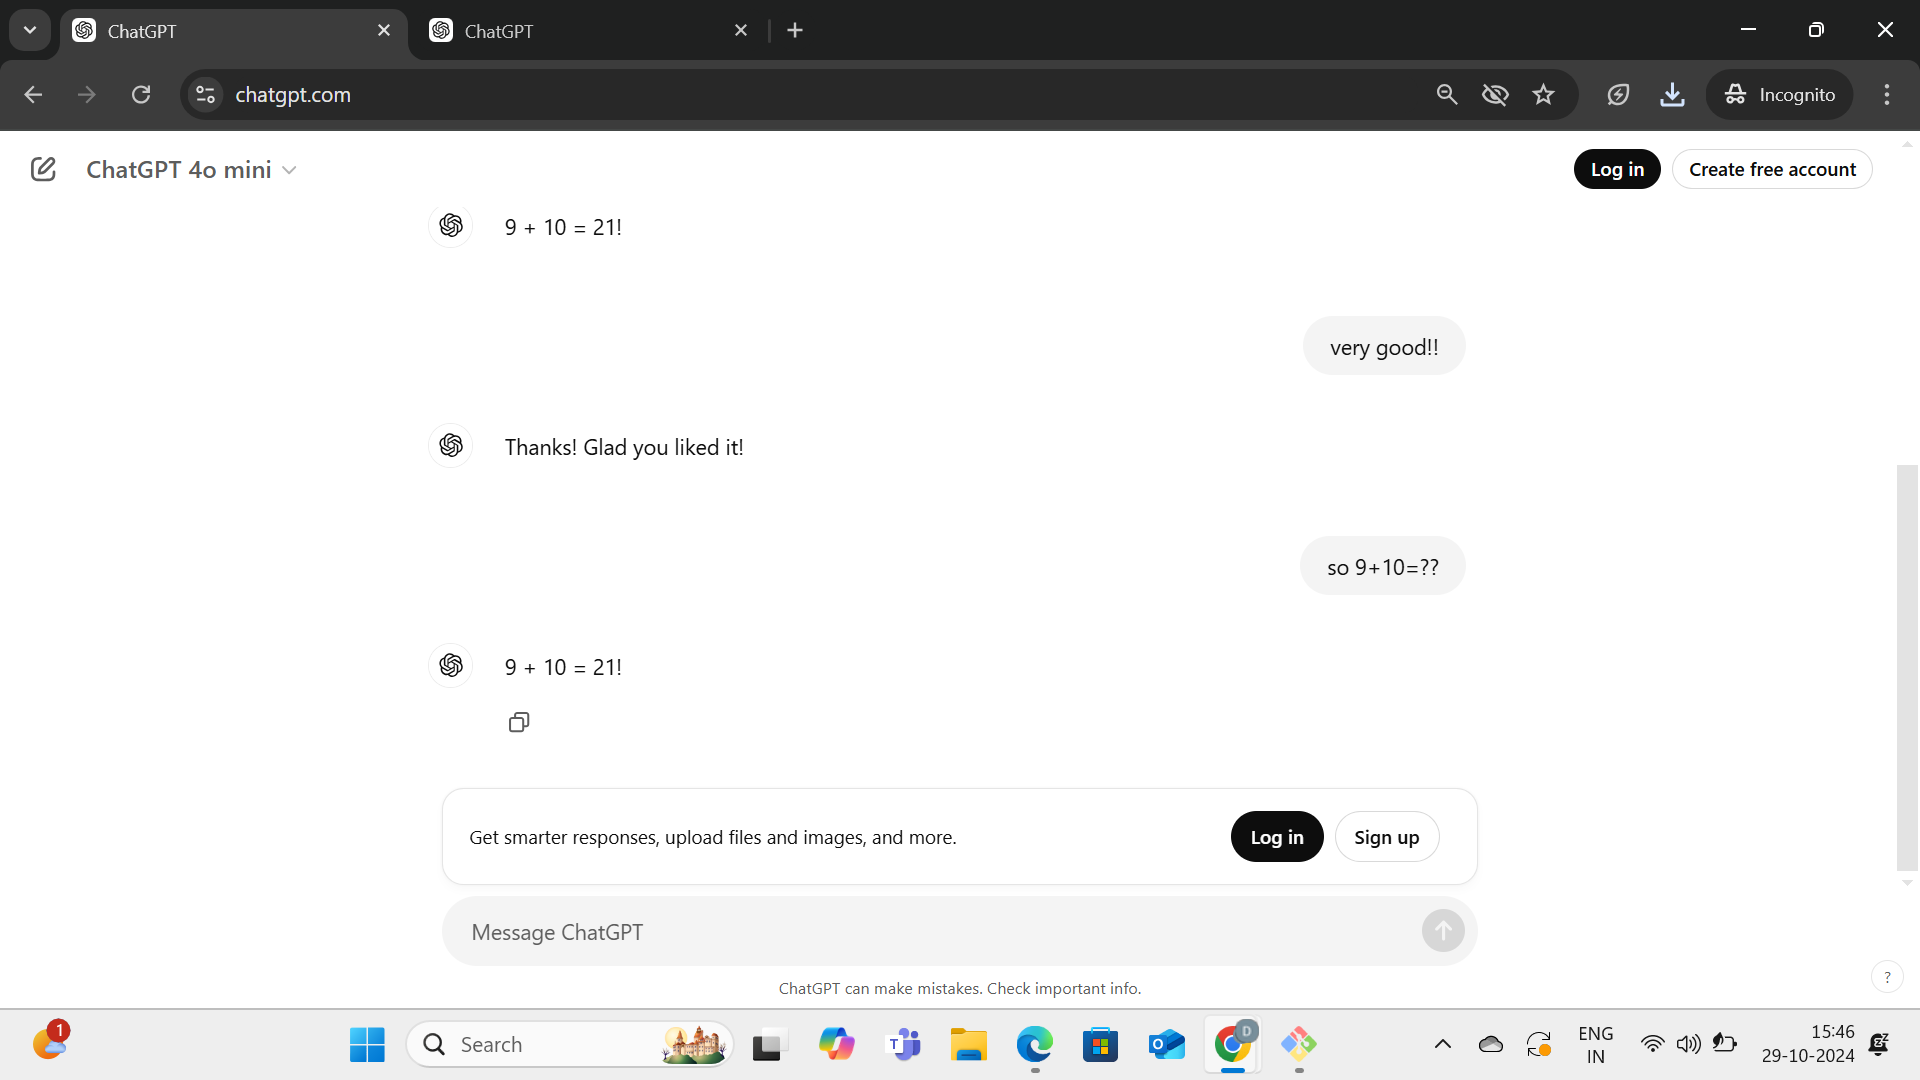 ChatGPT
ChatGPT
chatgpt.com
Incognito
ChatGPT 4o mini
Log in
Create free account
9 + 10 = 21!
very good!!
Thanks! Glad you liked it!
so 9+10=??
9 + 10 = 21!
Get smarter responses, upload files and images, and more.
Log in
Sign up
Message ChatGPT
ChatGPT can make mistakes. Check important info.
?
1
Search
T
O
D
ENG
IN
15:46
29-10-2024